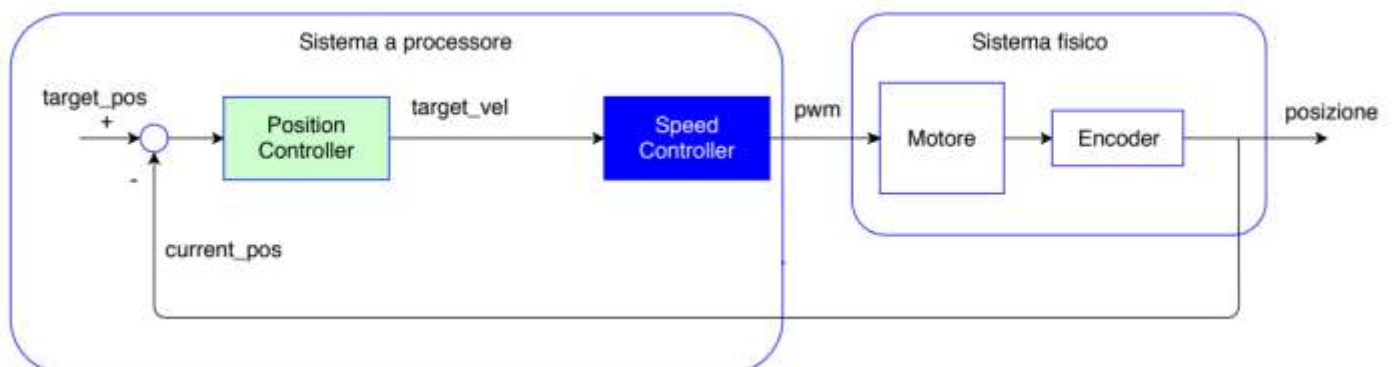 Sistema a processore
Sistema fisico
target_pos
+
-
Position
Controller
target_vel
Speed
Controller
pwm
Motore
Encoder
posizione
current_pos